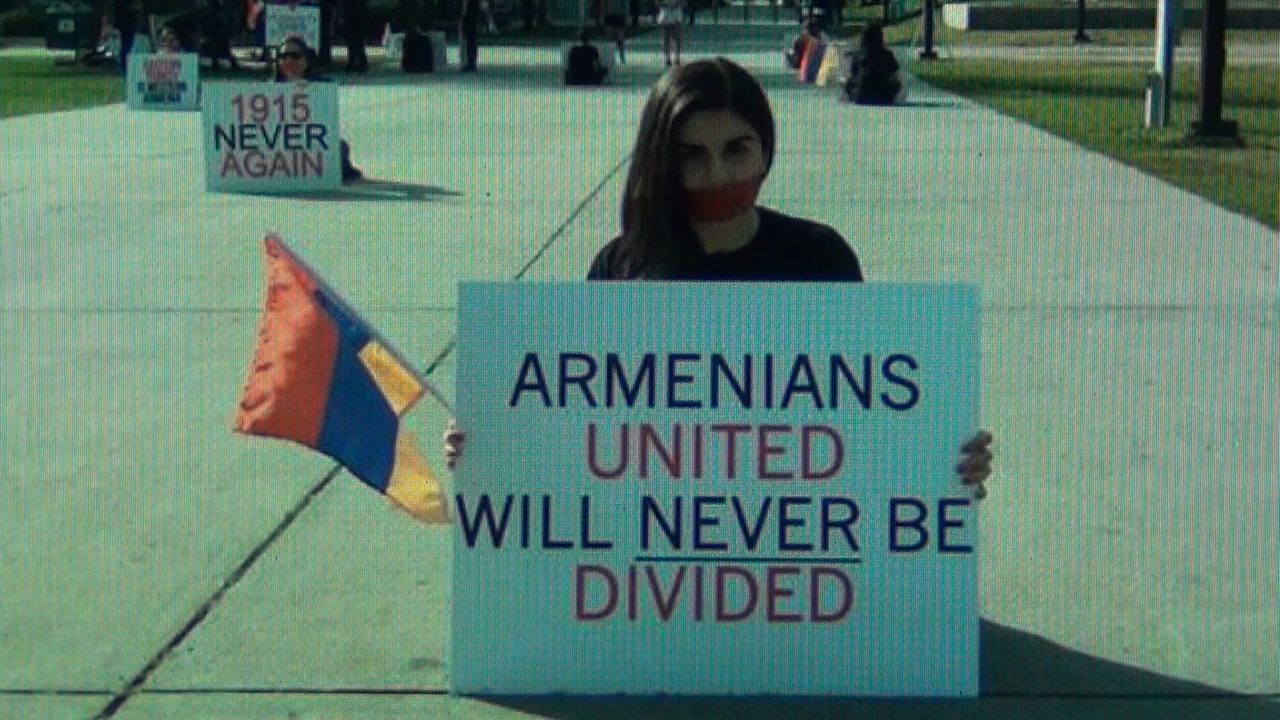 1915
NEVER
AGAIN
ARMENIANS
UNITED
WILL NEVER BE
DIVIDED